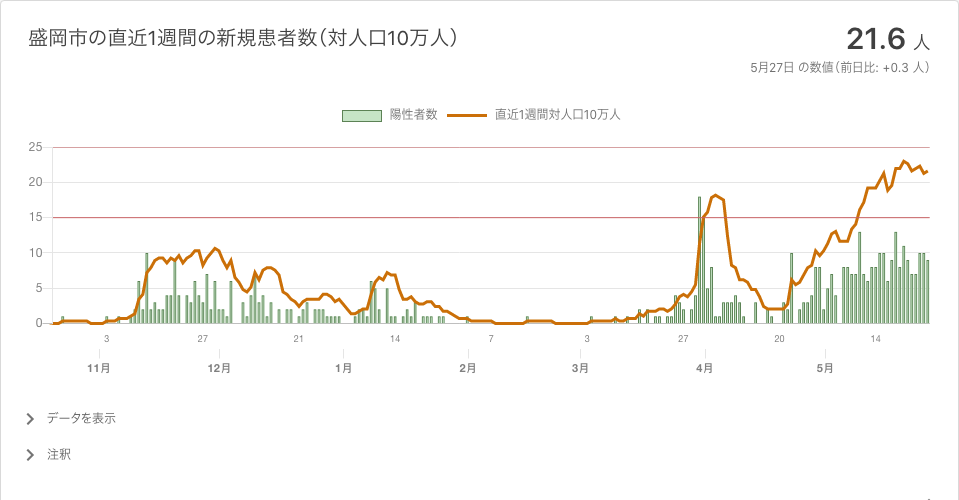 盛岡市の直近1週間の新規患者数（対人口10万人）
21.6 人
5月27日 の数値（前日比: +0.3 人）
陽性者数 直近1週間対人口10万人
25
20
15
10
5
0
3 27 21 14 7 3 27 20 14
11月 12月 1月 2月 3月 4月 5月
データを表示
注釈